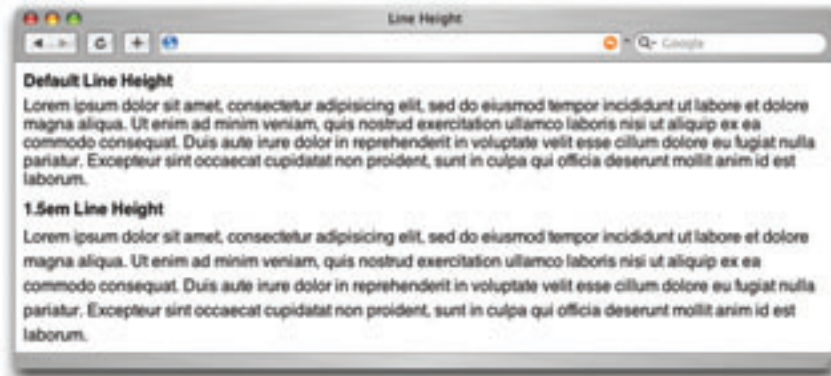 Line Height
Google
Default Line Height
Lorem ipsum dolor sit amet, consectetur adipisicing elit, sed do eiusmod tempor incididunt ut labore et dolore
magna aliqua. Ut enim ad minim veniam, quis nostrud exercitation ullamco laboris nisi ut aliquip ex ea
commodo consequat. Duis aute irure dolor in reprehenderit in voluptate velit esse cillum dolore eu fugiat nulla
pariatur. Excepteur sint occaecat cupidatat non proident, sunt in culpa qui officia deserunt mollit anim id est
laborum.
1.5em Line Height
Lorem ipsum dolor sit amet, consectetur adipisicing elit, sed do eiusmod tempor incididunt ut labore et dolore
magna aliqua. Ut enim ad minim veniam, quis nostrud exercitation ullamco laboris nisi ut aliquip ex ea
commodo consequat. Duis aute irure dolor in reprehenderit in voluptate velit esse cillum dolore eu fugiat nulla
pariatur. Excepteur sint occaecat cupidatat non proident, sunt in culpa qui officia deserunt mollit anim id est
laborum.